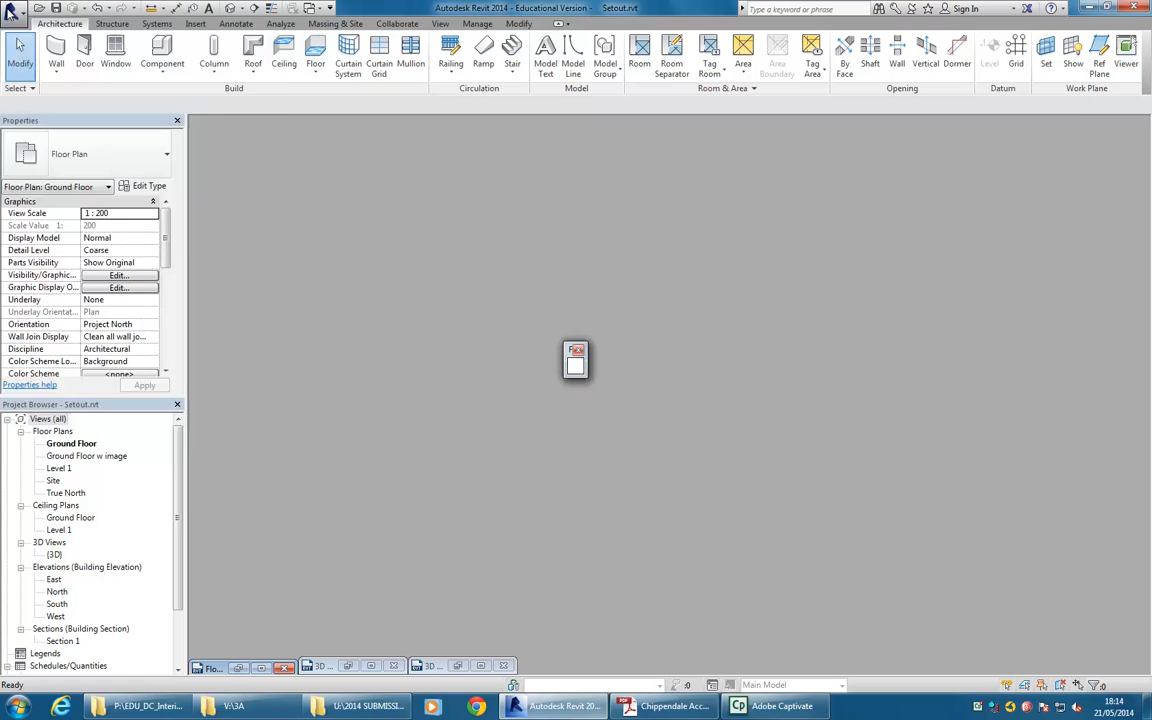 Autodesk Revit 2014 - Educational Version - Setout.rvt
Type a keyword or phrase
Sign In
Architecture Structure Systems Insert Annotate Analyze Massing & Site Collaborate View Manage Modify
Modify Wall Door Window Component Column Roof Ceiling Floor Curtain System Curtain Grid Mullion Railing Ramp Stair Model Text Model Line Model Group Room Room Separator Tag Room Area Area Boundary Tag Area By Face Shaft Wall Vertical Dormer Level Grid Set Show Ref Plane Viewer
Select Build Circulation Model Room & Area Opening Datum Work Plane
Properties
Floor Plan
Floor Plan: Ground Floor Edit Type
Graphics
View Scale 1 : 200
Scale Value 1: 200
Display Model Normal
Detail Level Coarse
Parts Visibility Show Original
Visibility/Graphic... Edit...
Graphic Display O... Edit...
Underlay None
Underlay Orientat... Plan
Orientation Project North
Wall Join Display Clean all wall jo...
Discipline Architectural
Color Scheme Lo... Background
Color Scheme <none>
Properties help Apply
Project Browser - Setout.rvt
Views (all)
Floor Plans
Ground Floor
Ground Floor w image
Level 1
Site
True North
Ceiling Plans
Ground Floor
Level 1
3D Views
{3D}
Elevations (Building Elevation)
East
North
South
West
Sections (Building Section)
Section 1
Legends
Schedules/Quantities
Flo... 3D ... 3D ...
Ready :0 Main Model :0
P:\EDU_DC_Interi... V:\3A U:\2014 SUBMISSI... Autodesk Revit 20... Chippendale Acc... Adobe Captivate
18:14
21/05/2014